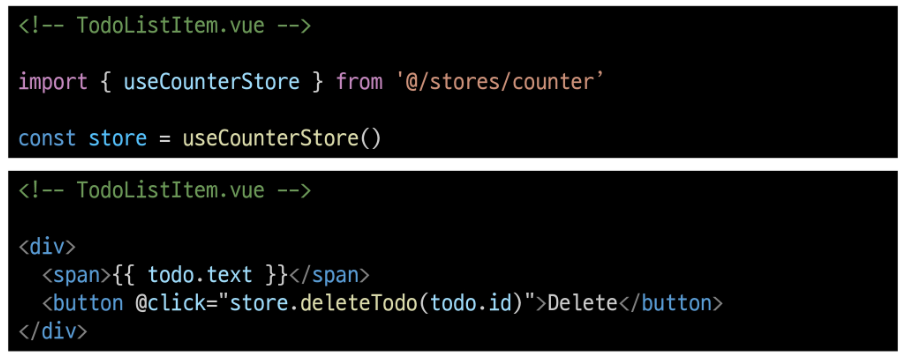 <!-- TodoListItem.vue -->
import { useCounterStore } from '@/stores/counter’
const store = useCounterStore()
<!-- TodoListItem.vue -->
<div>
  <span>{{ todo.text }}</span>
  <button @click="store.deleteTodo(todo.id)">Delete</button>
</div>